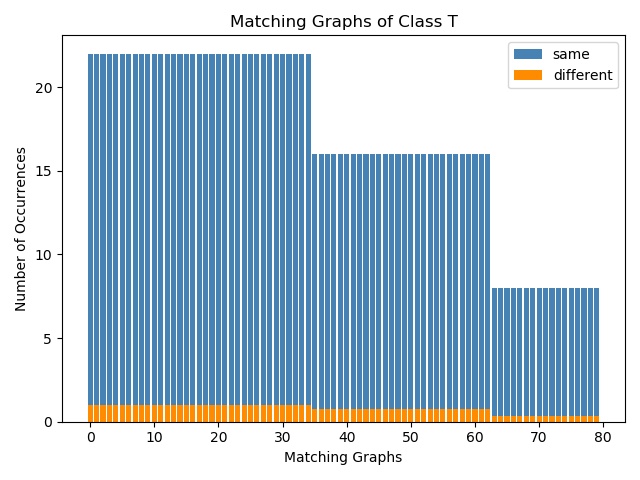 Matching Graphs of Class T
same
different
Number of Occurrences
20
15
10
5
0
0 10 20 30 40 50 60 70 80
Matching Graphs